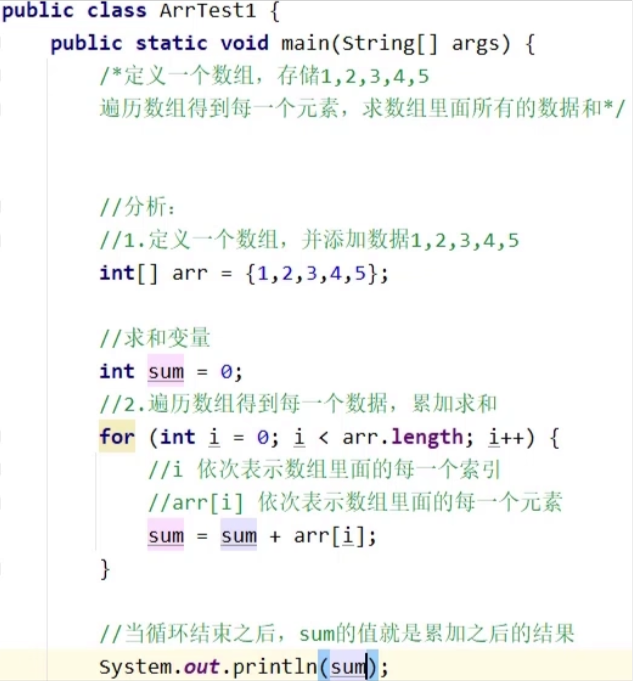 public class ArrTest1 {
public static void main(String[] args) {
/*定义一个数组，存储1,2,3,4,5
遍历数组得到每一个元素，求数组里面所有的数据和*/
//分析：
//1.定义一个数组，并添加数据1,2,3,4,5
int[] arr = {1,2,3,4,5};
//求和变量
int sum = 0;
//2.遍历数组得到每一个数据，累加求和
for (int i = 0; i < arr.length; i++) {
//i 依次表示数组里面的每一个索引
//arr[i] 依次表示数组里面的每一个元素
sum = sum + arr[i];
}
//当循环结束之后，sum的值就是累加之后的结果
System.out.println(sum);